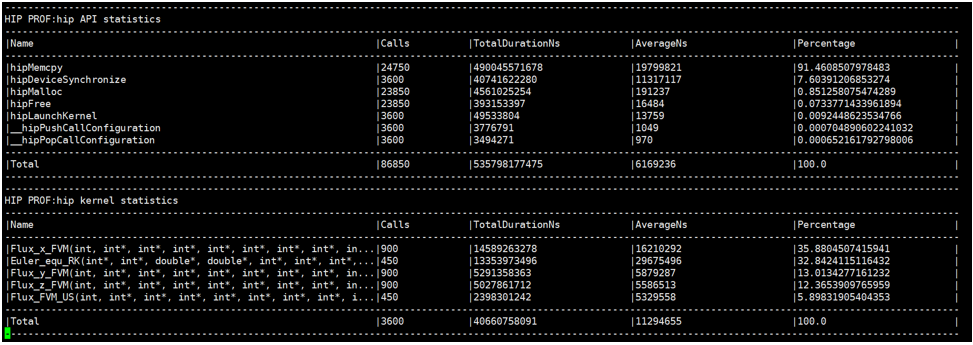 HIP PROF:hip API statistics
|Name |Calls |TotalDurationNs |AverageNs |Percentage |
|hipMemcpy |24750 |490045571678 |19799821 |91.4608507978483 |
|hipDeviceSynchronize |3600 |40741622280 |11317117 |7.60391206853274 |
|hipMalloc |23850 |4561025254 |191237 |0.851258075474289 |
|hipFree |23850 |393153397 |16484 |0.0733771433961894 |
|hipLaunchKernel |3600 |49533804 |13759 |0.0092448623534766 |
|__hipPushCallConfiguration |3600 |3776791 |1049 |0.000704890602241032 |
|__hipPopCallConfiguration |3600 |3494271 |970 |0.000652161792798006 |
|Total |86850 |535798177475 |6169236 |100.0 |
HIP PROF:hip kernel statistics
|Name |Calls |TotalDurationNs |AverageNs |Percentage |
|Flux_x_FVM(int, int*, int*, int*, int*, int*, int*, int*, in...|900 |14589263278 |16210292 |35.8804507415941 |
|Euler_equ_RK(int*, int*, double*, double*, int*, int*, int*,...|450 |13353973496 |29675496 |32.8424115116432 |
|Flux_y_FVM(int, int*, int*, int*, int*, int*, int*, int*, in...|900 |5291358363 |5879287 |13.0134277161232 |
|Flux_z_FVM(int, int*, int*, int*, int*, int*, int*, int*, in...|900 |5027861712 |5586513 |12.3653909765959 |
|Flux_FVM_US(int, int*, int*, int*, int*, int*, int*, int*, i...|450 |2398301242 |5329558 |5.89831905404353 |
|Total |3600 |40660758091 |11294655 |100.0 |